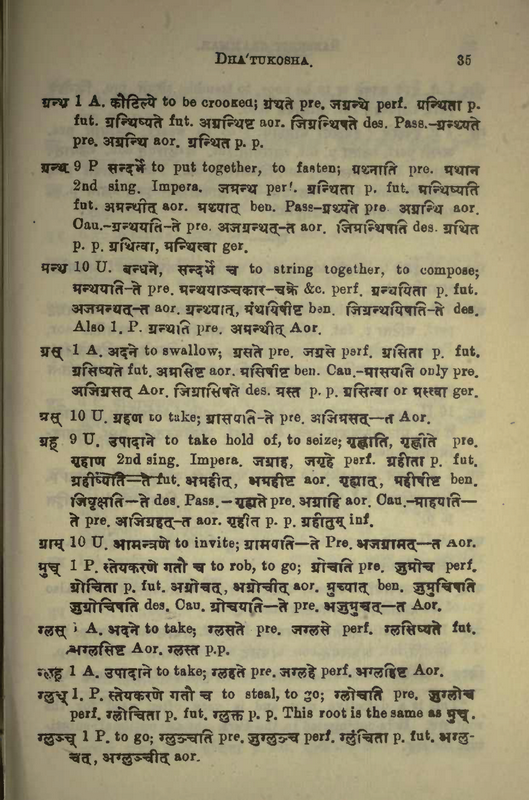 DHA'TUKOSHA. 35
ग्रन्थ 1 A. कौटिल्ये to be crooked; ग्रंथते pre. जग्रन्थे perf. ग्रन्थिता p.
fut. ग्रन्थिष्यते fut. अग्रन्थिष्ट aor. जिग्रन्थिषते des. Pass.-ग्रन्थ्यते
pre. अग्रन्थि aor. ग्रन्थित p. p.
ग्रन्थ् 9 P सन्दर्भे to put together, to fasten; ग्रथ्नाति pre. ग्रथान
2nd sing. Impera. जग्रन्थ perf. ग्रन्थिता p. fut. ग्रन्थिष्यति
fut. अग्रन्थीत् aor. ग्रथ्यात् ben. Pass-ग्रथ्यते pre. अग्रन्थि aor.
Cau.-ग्रन्थयति-ते pre. अजग्रन्थत्-त aor. जिग्रन्थिषति des. ग्रथित
p. p. ग्रथित्वा, ग्रन्थित्वा ger.
ग्रन्थ 10 U. बन्धने, सन्दर्भे च to string together, to compose;
ग्रन्थयति-ते pre. ग्रन्थयाञ्चकार-चक्रे &c. perf. ग्रन्थयिता p. fut.
अजग्रन्थत्-त aor. ग्रन्थ्यात्, ग्रंथयिषीष्ट ben. जिग्रन्थयिषति-ते des.
Also 1. P. ग्रन्थति pre. अग्रन्थीत् Aor.
ग्रस् 1 A. अदने to swallow; ग्रसते pre. जग्रसे perf. ग्रसिता p. fut.
ग्रसिष्यते fut. अग्रसिष्ट aor. ग्रसिषीष्ट ben. Cau.-ग्रासयति only pre.
अजिग्रसत् Aor. जिग्रसिषते des. ग्रस्त p. p. ग्रसित्वा or ग्रस्त्वा ger.
ग्रस् 10 U. ग्रहण to take; ग्रासयति-ते pre. अजिग्रसत्—त Aor.
ग्रह् 9 U. उपादाने to take hold of, to seize; गृह्णाति, गृह्णीते pre.
गृहाण 2nd sing. Impera. जग्राह, जगृहे perf. ग्रहीता p. fut.
ग्रहीष्यति—ते fut. अग्रहीत्, अग्रहीष्ट aor. गृह्यात्, ग्रहीषीष्ट ben.
जिघृक्षति—ते des. Pass.—गृह्यते pre. अग्राहि aor. Cau.—ग्राहयति—
ते pre. अजिग्रहत्-त aor. गृहीत p. p. ग्रहीतुम् inf.
ग्राम् 10 U. आमन्त्रणे to invite; ग्रामयति—ते Pre. अजग्रामत्—त Aor.
ग्रुच् 1 P. स्तेयकरणे गतौ च to rob, to go; ग्रोचति pre. जुग्रोच perf.
ग्रोचिता p. fut. अग्रोचत्, अग्रोचीत् aor. ग्रुच्यात् ben. जुग्रुचिषति
जुग्रोचिषति des. Cau. ग्रोचयति—ते pre. अजुग्रुचत्—त Aor.
ग्लस् 1 A. अदने to take; ग्लसते pre. जग्लसे perf. ग्लसिष्यते fut.
अग्लसिष्ट Aor. ग्लस्त p.p.
ग्लह् 1 A. उपादाने to take; ग्लहते pre. जग्लहे perf. अग्लहिष्ट Aor.
ग्लुच् 1. P. स्तेयकरणे गतौ च to steal, to go; ग्लोचति pre. जुग्लोच
perf. ग्लोचिता p. fut. ग्लुक्त p. p. This root is the same as ग्रुच्.
ग्लुञ्च् 1 P. to go; ग्लुञ्चति pre. जुग्लुञ्च perf. ग्लुंचिता p. fut. अग्लु-
चत्, अग्लुञ्चीत् aor.